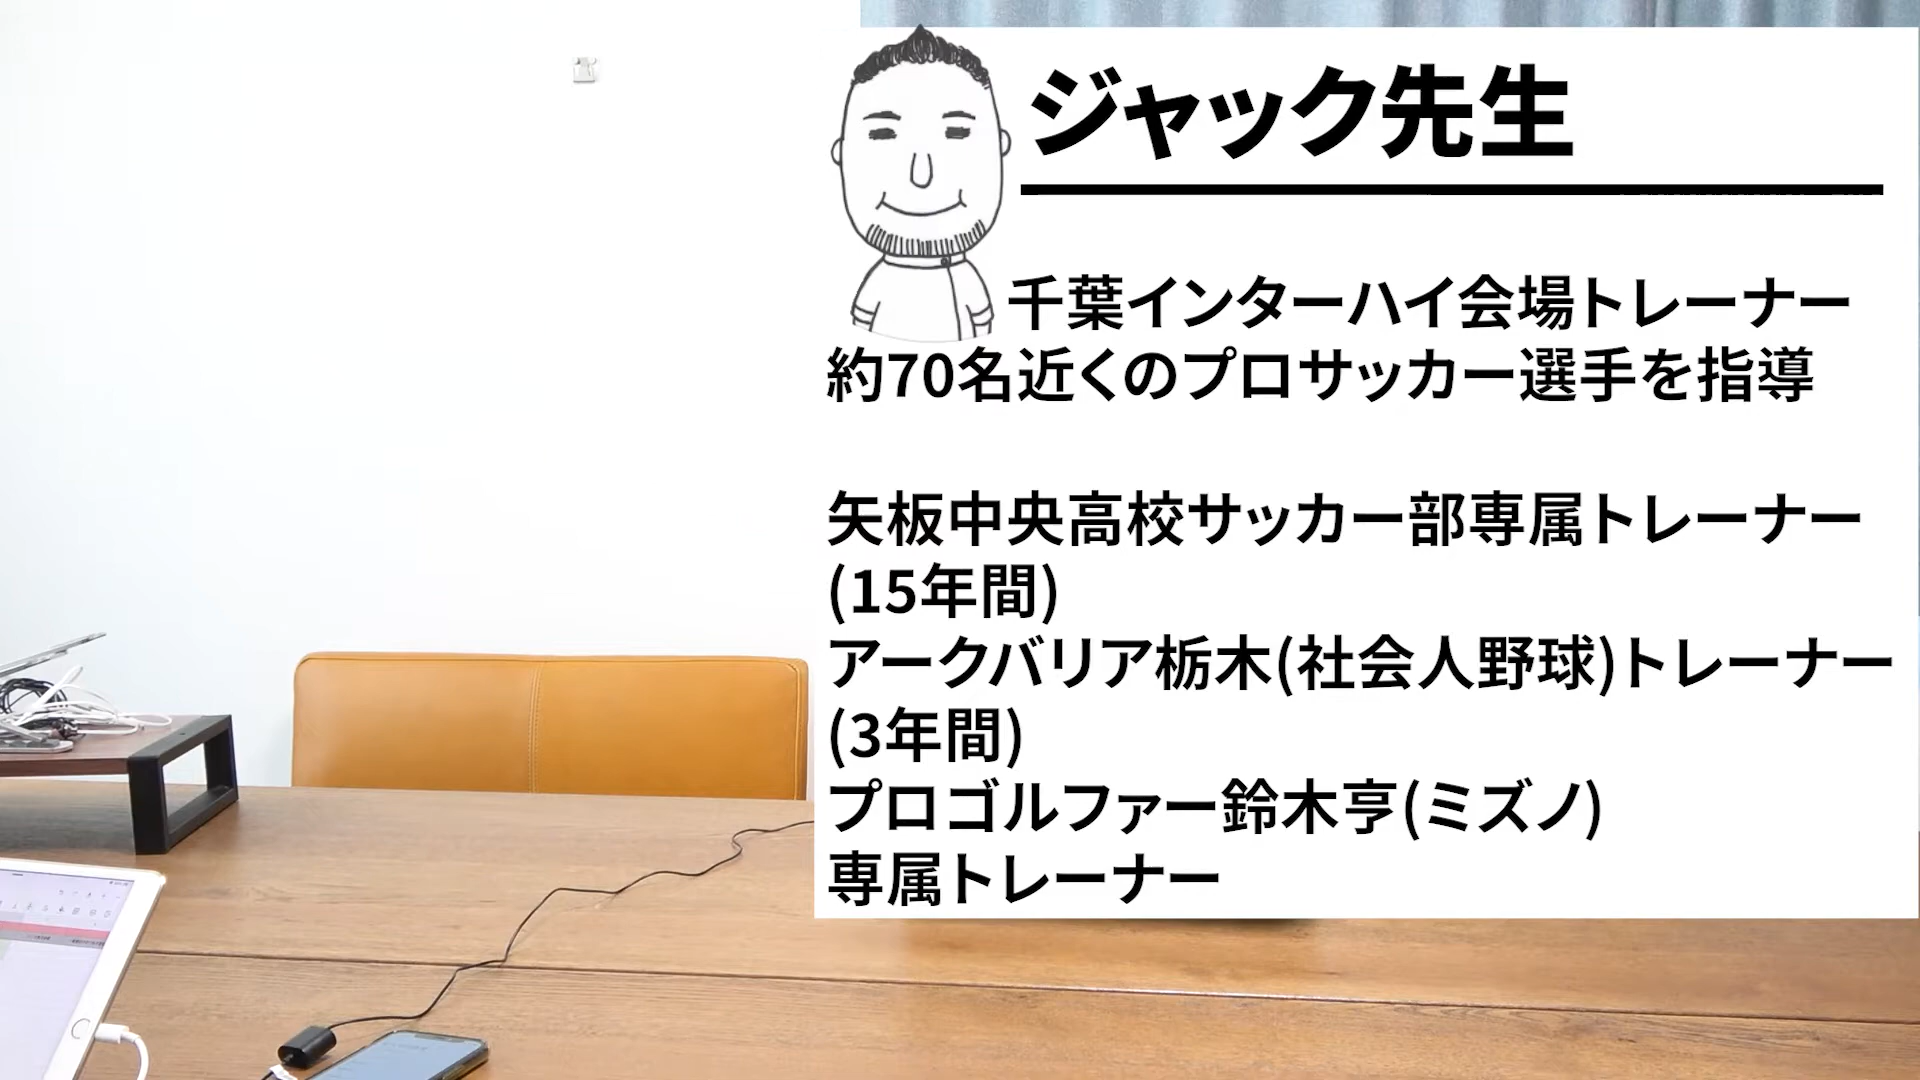 ジャック先生
千葉インターハイ会場トレーナー
約70名近くのプロサッカー選手を指導
矢板中央高校サッカー部専属トレーナー
(15年間)
アークバリア栃木(社会人野球)トレーナー
(3年間)
プロゴルファー鈴木亨(ミズノ)
専属トレーナー